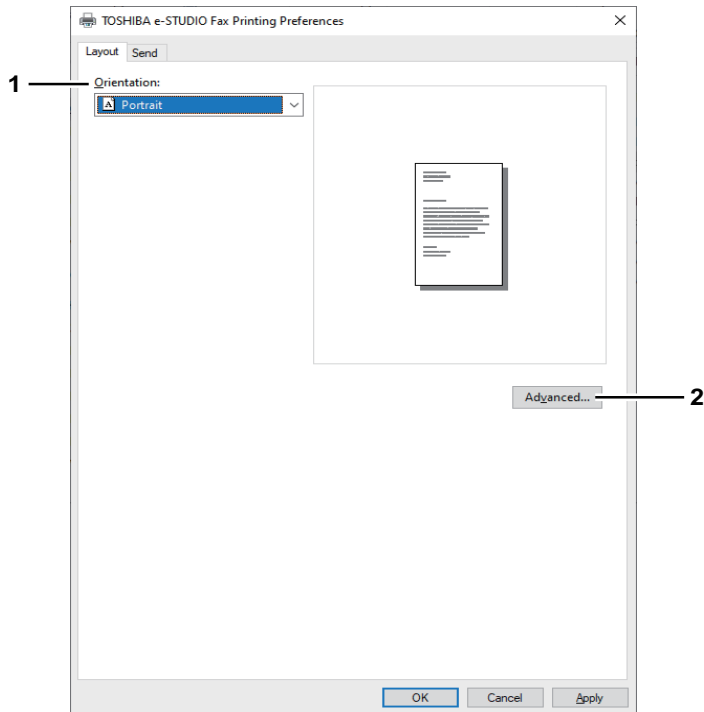 TOSHIBA e-STUDIO Fax Printing Preferences
Layout Send
1
Orientation:
A Portrait
Advanced...
2
OK Cancel Apply